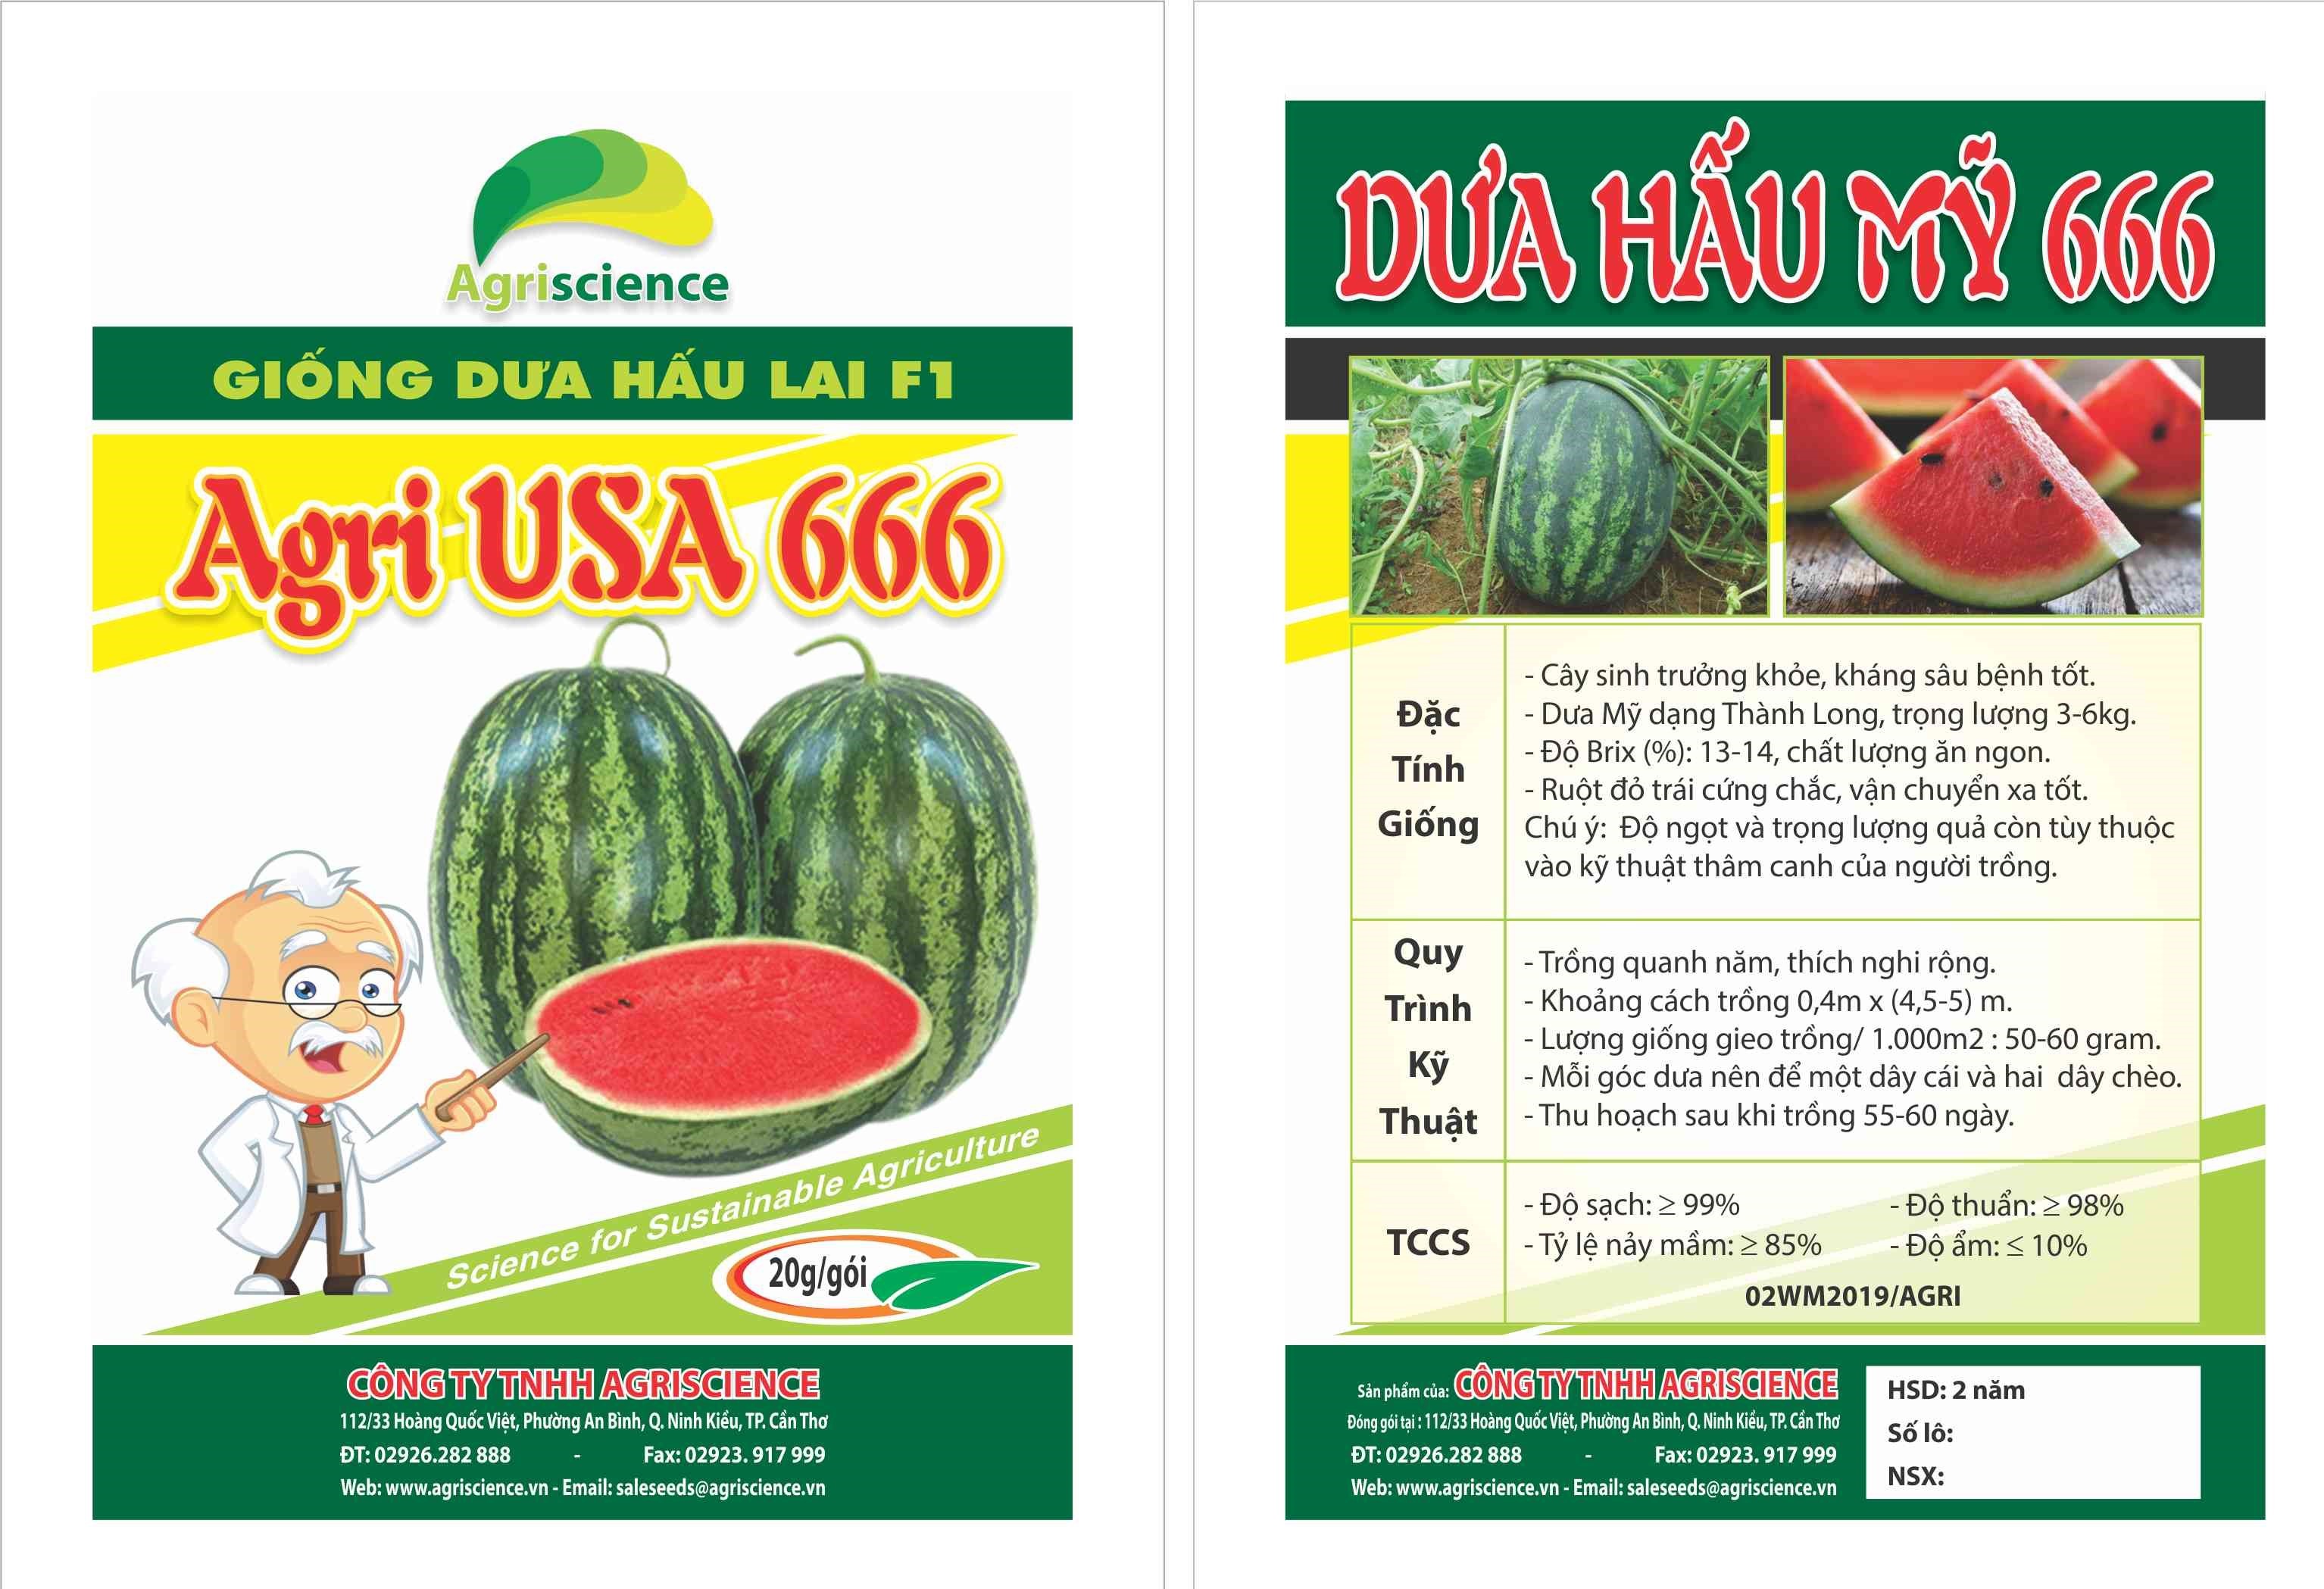 Agriscience
GIỐNG DƯA HẤU LAI F1
Agri USA 666
Science for Sustainable Agriculture
20g/gói
CÔNG TY TNHH AGRISCIENCE
112/33 Hoàng Quốc Việt, Phường An Bình, Q. Ninh Kiều, TP. Cần Thơ
ĐT: 02926.282 888 - Fax: 02923. 917 999
Web: www.agriscience.vn - Email: saleseeds@agriscience.vn
DƯA HẤU MỸ 666
Đặc
Tính
Giống
- Cây sinh trưởng khỏe, kháng sâu bệnh tốt.
- Dưa Mỹ dạng Thành Long, trọng lượng 3-6kg.
- Độ Brix (%): 13-14, chất lượng ăn ngon.
- Ruột đỏ trái cứng chắc, vận chuyển xa tốt.
Chú ý: Độ ngọt và trọng lượng quả còn tùy thuộc
vào kỹ thuật thâm canh của người trồng.
Quy
Trình
Kỹ
Thuật
- Trồng quanh năm, thích nghi rộng.
- Khoảng cách trồng 0,4m x (4,5-5) m.
- Lượng giống gieo trồng/ 1.000m2 : 50-60 gram.
- Mỗi góc dưa nên để một dây cái và hai dây chèo.
- Thu hoạch sau khi trồng 55-60 ngày.
TCCS
- Độ sạch: ≥ 99% - Độ thuẩn: ≥ 98%
- Tỷ lệ nảy mầm: ≥ 85% - Độ ẩm: ≤ 10%
02WM2019/AGRI
Sản phẩm của: CÔNG TY TNHH AGRISCIENCE
Đóng gói tại : 112/33 Hoàng Quốc Việt, Phường An Bình, Q. Ninh Kiều, TP. Cần Thơ
ĐT: 02926.282 888 - Fax: 02923. 917 999
Web: www.agriscience.vn - Email: saleseeds@agriscience.vn
HSD: 2 năm
Số lô:
NSX: